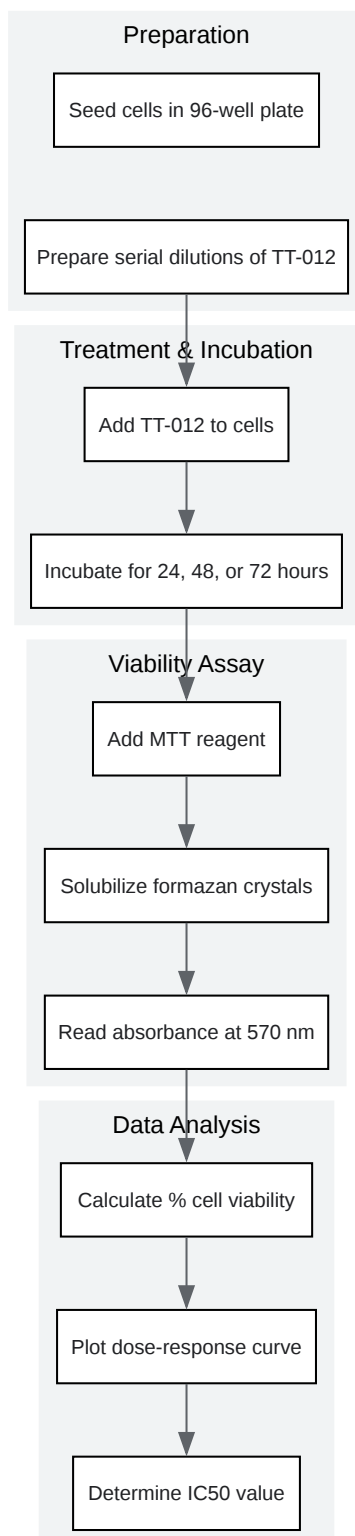 Preparation
Seed cells in 96-well plate
Prepare serial dilutions of TT-012
Treatment & Incubation
Add TT-012 to cells
Incubate for 24, 48, or 72 hours
Viability Assay
Add MTT reagent
Solubilize formazan crystals
Read absorbance at 570 nm
Data Analysis
Calculate % cell viability
Plot dose-response curve
Determine IC50 value